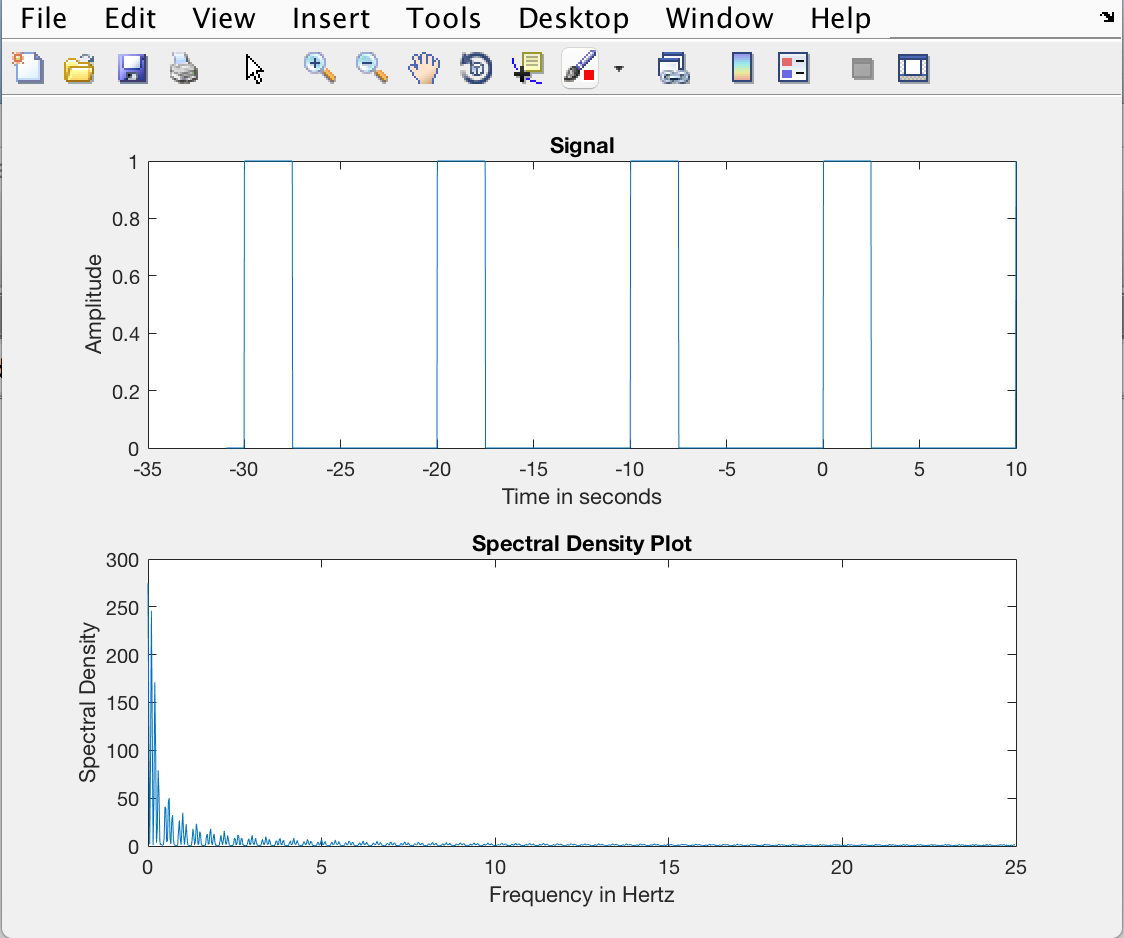 File Edit View Insert Tools Desktop Window Help
Signal
1
0.8
0.6
0.4
0.2
0
Amplitude
-35 -30 -25 -20 -15 -10 -5 0 5 10
Time in seconds
Spectral Density Plot
300
250
200
150
100
50
0
Spectral Density
0 5 10 15 20 25
Frequency in Hertz